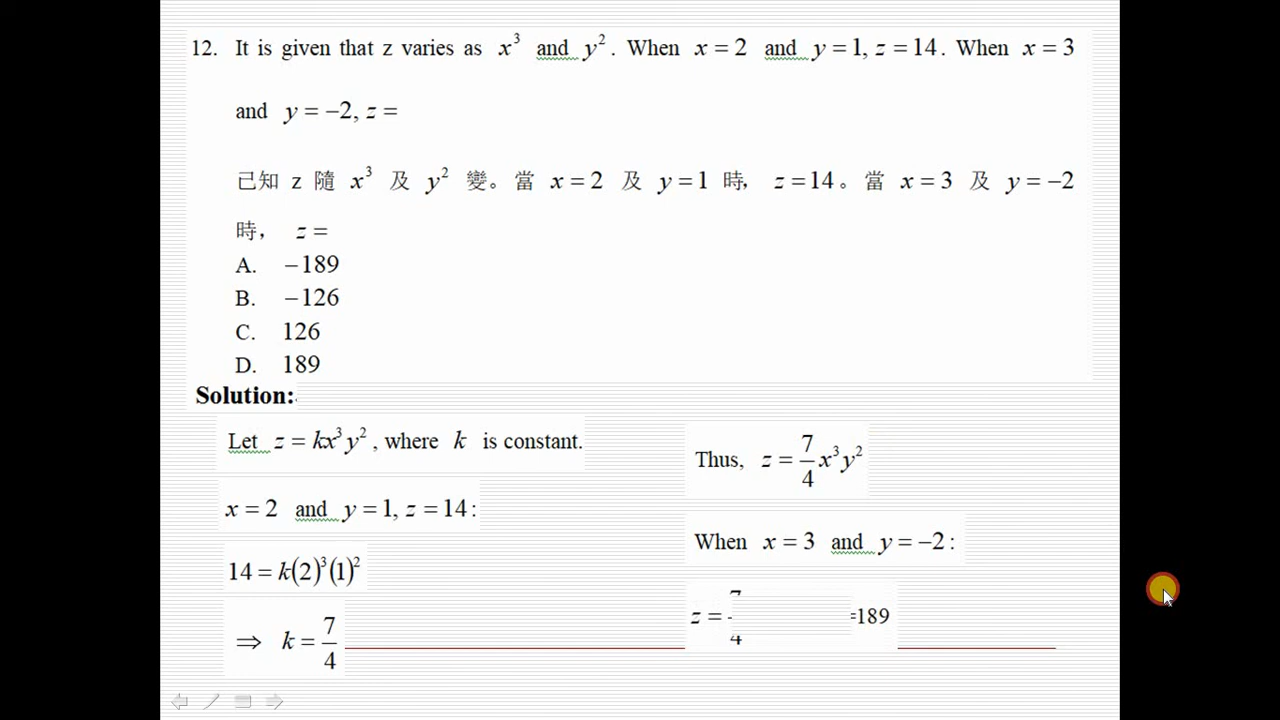 12. It is given that z varies as x³ and y². When x = 2 and y = 1, z = 14. When x = 3
and y = −2, z =
已知 z 隨 x³ 及 y² 變。當 x = 2 及 y = 1 時, z = 14。當 x = 3 及 y = −2
時, z =
A. −189
B. −126
C. 126
D. 189
Solution:
Let z = kx³y², where k is constant.
x = 2 and y = 1, z = 14:
14 = k(2)³(1)²
⇒ k = 7/4
Thus, z = 7/4 x³y²
When x = 3 and y = −2:
z = 7/4 =189